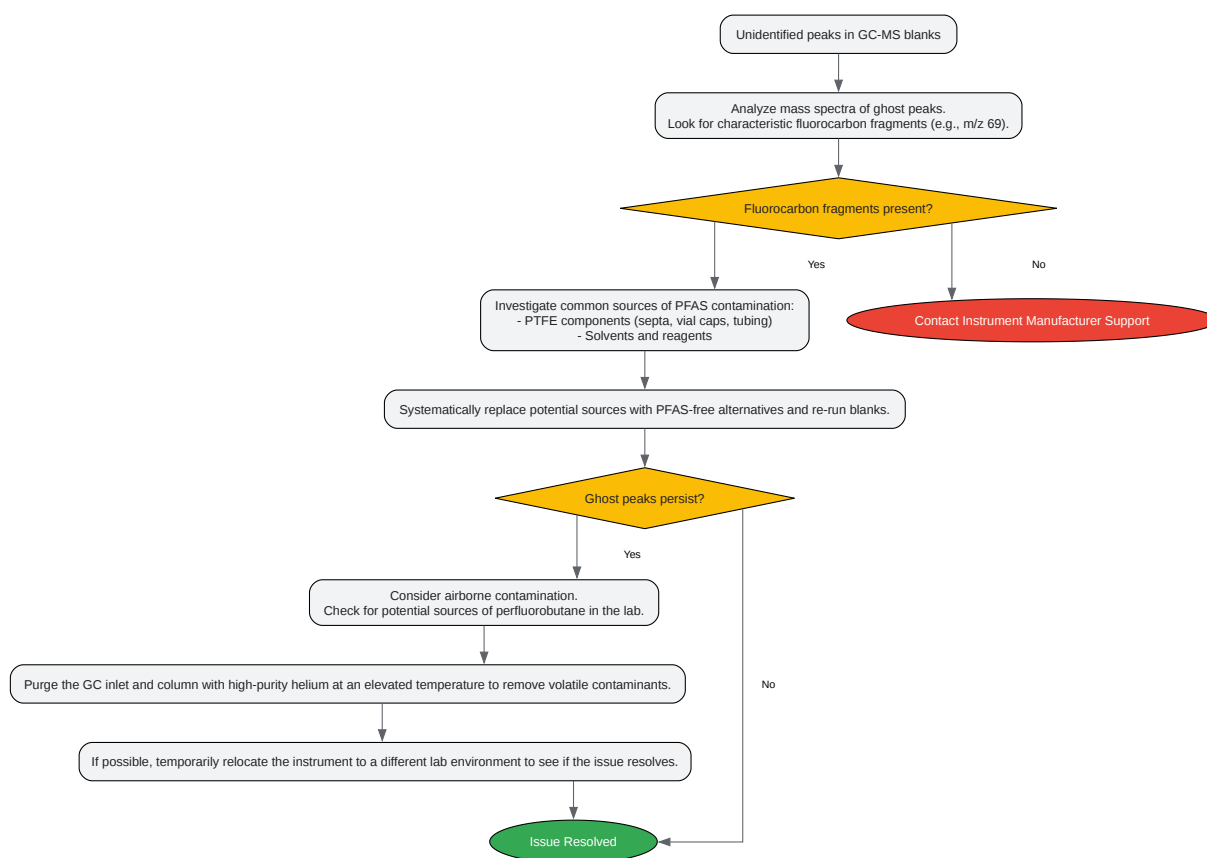 Unidentified peaks in GC-MS blanks
Analyze mass spectra of ghost peaks.
Look for characteristic fluorocarbon fragments (e.g., m/z 69).
Fluorocarbon fragments present?
Yes
No
Investigate common sources of PFAS contamination:
- PTFE components (septa, vial caps, tubing)
- Solvents and reagents
Contact Instrument Manufacturer Support
Systematically replace potential sources with PFAS-free alternatives and re-run blanks.
Ghost peaks persist?
Yes
Consider airborne contamination.
Check for potential sources of perfluorobutane in the lab.
Purge the GC inlet and column with high-purity helium at an elevated temperature to remove volatile contaminants.
No
If possible, temporarily relocate the instrument to a different lab environment to see if the issue resolves.
Issue Resolved